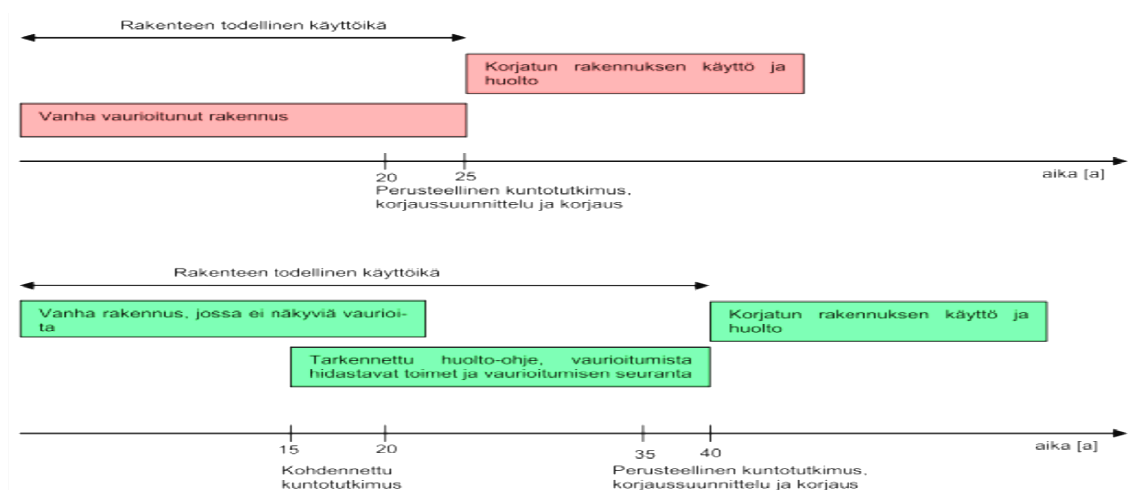 Rakenteen todellinen käyttöikä
Korjatun rakennuksen käyttö ja
huolto
Vanha vaurioitunut rakennus
20
25
aika [a]
Perusteellinen kuntotutkimus,
korjaussuunnittelu ja korjaus
Rakenteen todellinen käyttöikä
Vanha rakennus, jossa ei näkyviä vaurioi-
ta
Korjatun rakennuksen käyttö ja
huolto
Tarkennettu huolto-ohje, vaurioitumista
hidastavat toimet ja vaurioitumisen seuranta
15
20
35
40
aika [a]
Kohdennettu
kuntotutkimus
Perusteellinen kuntotutkimus,
korjaussuunnittelu ja korjaus